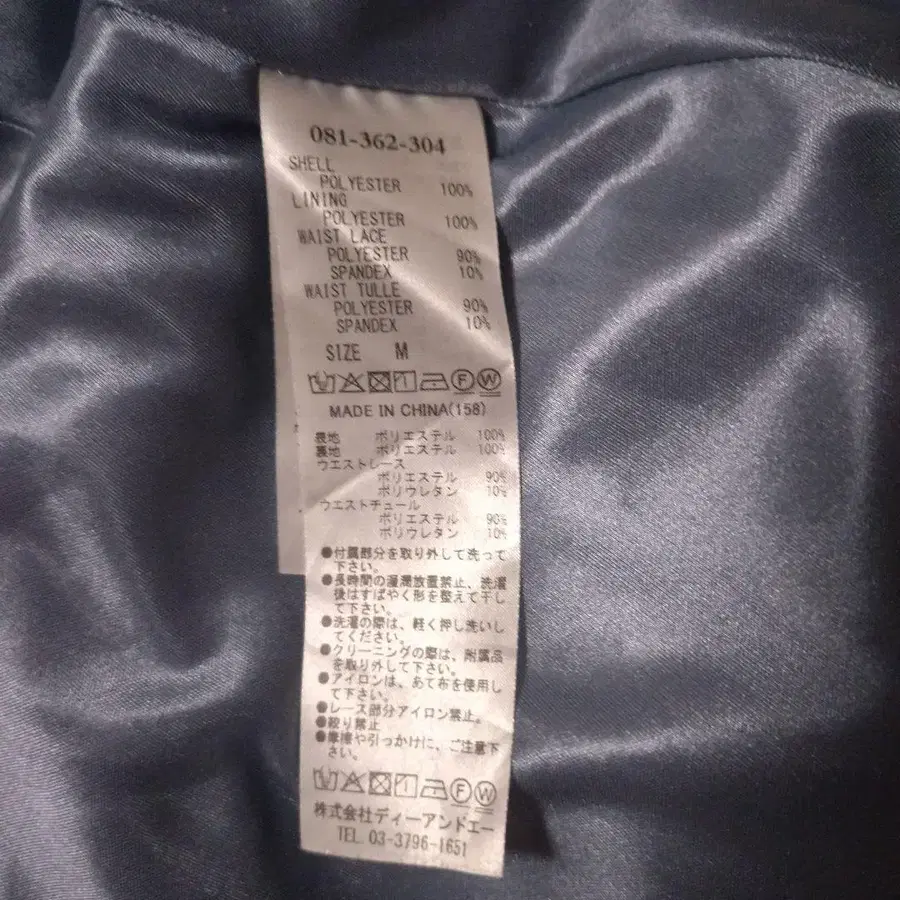 081-362-304
SHELL
POLYESTER 100%
LINING
POLYESTER 100%
WAIST LACE
POLYESTER 90%
SPANDEX 10%
WAIST TULLE
POLYESTER 90%
SPANDEX 10%
SIZE M
F W
MADE IN CHINA(158)
表地 ポリエステル 100%
裏地 ポリエステル 100%
ウエストレース
ポリエステル 90%
ポリウレタン 10%
ウエストチュール
ポリエステル 90%
ポリウレタン 10%
●付属部分を取り外して洗って
下さい。
●長時間の濡濯放置禁止、洗濯
後はすばやく形を整えて干し
て下さい。
●洗濯の際は、軽く押し洗いし
てください。
●クリーニングの際は、附属品
を取り外して下さい。
●アイロンは、あて布を使用し
て下さい。
●レース部分アイロン禁止。
●絞り禁止
●摩擦や引っかけに、ご注意下
さい。
F W
株式会社ディーアンドエー
TEL 03-3796-1651